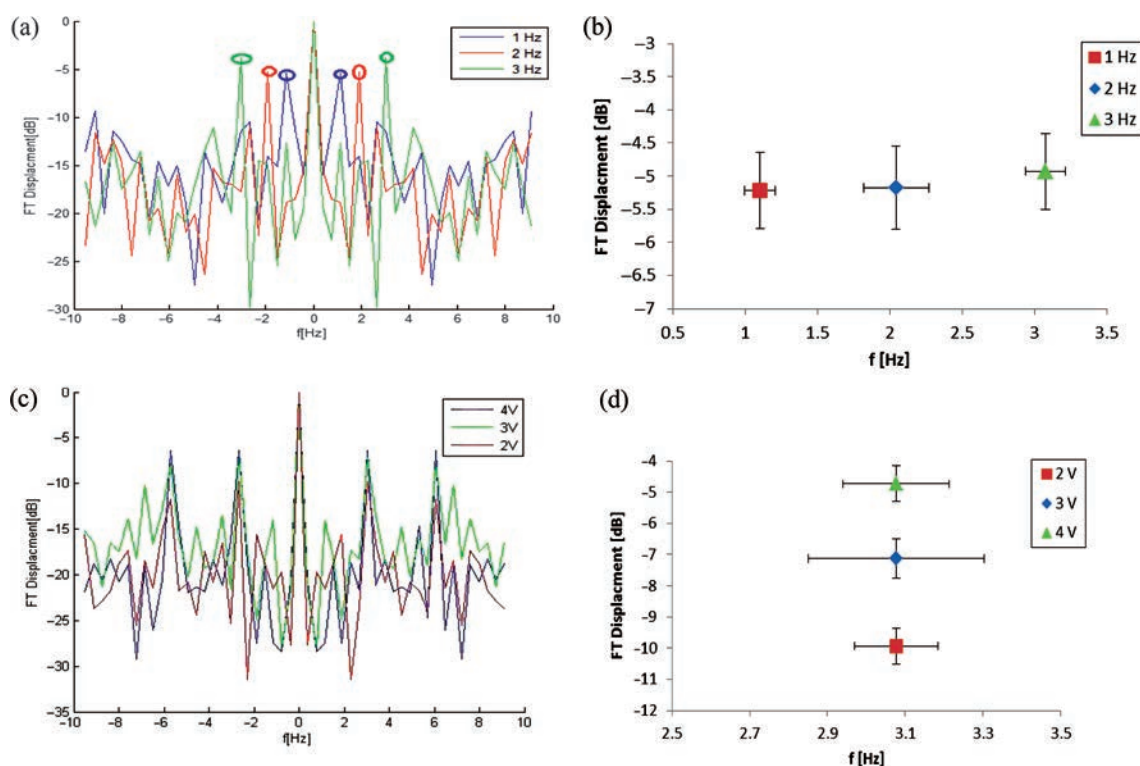 (a)
0
−5
−10
−15
−20
−25
−30
FT Displacment[dB]
−10 −8 −6 −4 −2 0 2 4 6 8 10
f[Hz]
1 Hz
2 Hz
3 Hz
(b)
−3
−3.5
−4
−4.5
−5
−5.5
−6
−6.5
−7
FT Displacment [dB]
0.5 1 1.5 2 2.5 3 3.5
f [Hz]
1 Hz
2 Hz
3 Hz
(c)
0
−5
−10
−15
−20
−25
−30
−35
FT Displacment[dB]
−10 −8 −6 −4 −2 0 2 4 6 8 10
f[Hz]
4V
3V
2V
(d)
−4
−5
−6
−7
−8
−9
−10
−11
−12
FT Displacment [dB]
2.5 2.7 2.9 3.1 3.3 3.5
f [Hz]
2 V
3 V
4 V